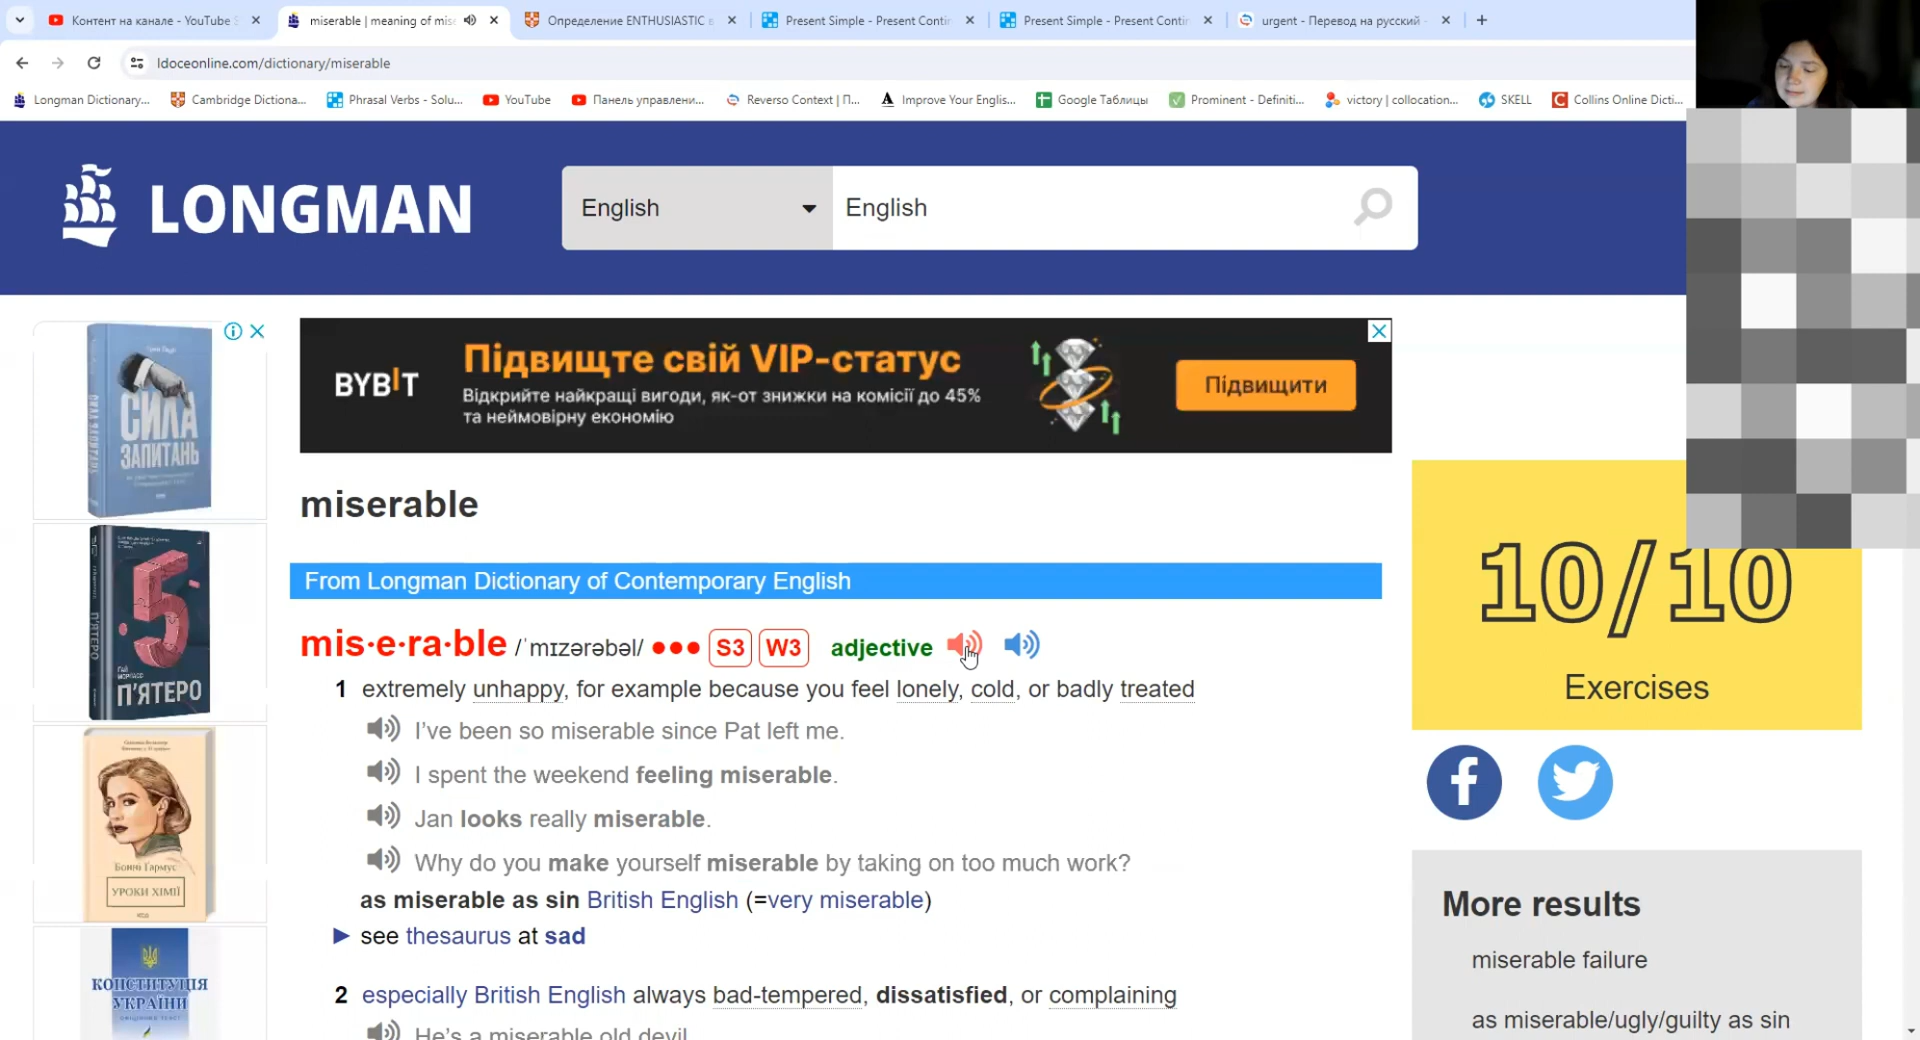 Контент на канале - YouTube S
miserable | meaning of mise
Определение ENTHUSIASTIC в
Present Simple - Present Contin
Present Simple - Present Contin
urgent - Перевод на русский -
ldoceonline.com/dictionary/miserable
Longman Dictionary...
Cambridge Dictiona...
Phrasal Verbs - Solu...
YouTube
Панель управлени...
Reverso Context | П...
Improve Your Englis...
Google Таблицы
Prominent - Definiti...
victory | collocation...
SKELL
Collins Online Dicti...
LONGMAN
English
English
СИЛА
ЗАПИТАНЬ
BYBIT
Підвищте свій VIP-статус
Відкрийте найкращі вигоди, як-от знижки на комісії до 45%
та неймовірну економію
Підвищити
miserable
From Longman Dictionary of Contemporary English
mis·e·ra·ble /ˈmɪzərəbəl/ ●●● S3 W3 adjective
1 extremely unhappy, for example because you feel lonely, cold, or badly treated
I’ve been so miserable since Pat left me.
I spent the weekend feeling miserable.
Jan looks really miserable.
Why do you make yourself miserable by taking on too much work?
as miserable as sin British English (=very miserable)
► see thesaurus at sad
2 especially British English always bad-tempered, dissatisfied, or complaining
He’s a miserable old devil.
5
П'ЯТЕРО
Бонні Ґармус
УРОКИ ХІМІЇ
КОНСТИТУЦІЯ
УКРАЇНИ
10/10
Exercises
More results
miserable failure
as miserable/ugly/guilty as sin